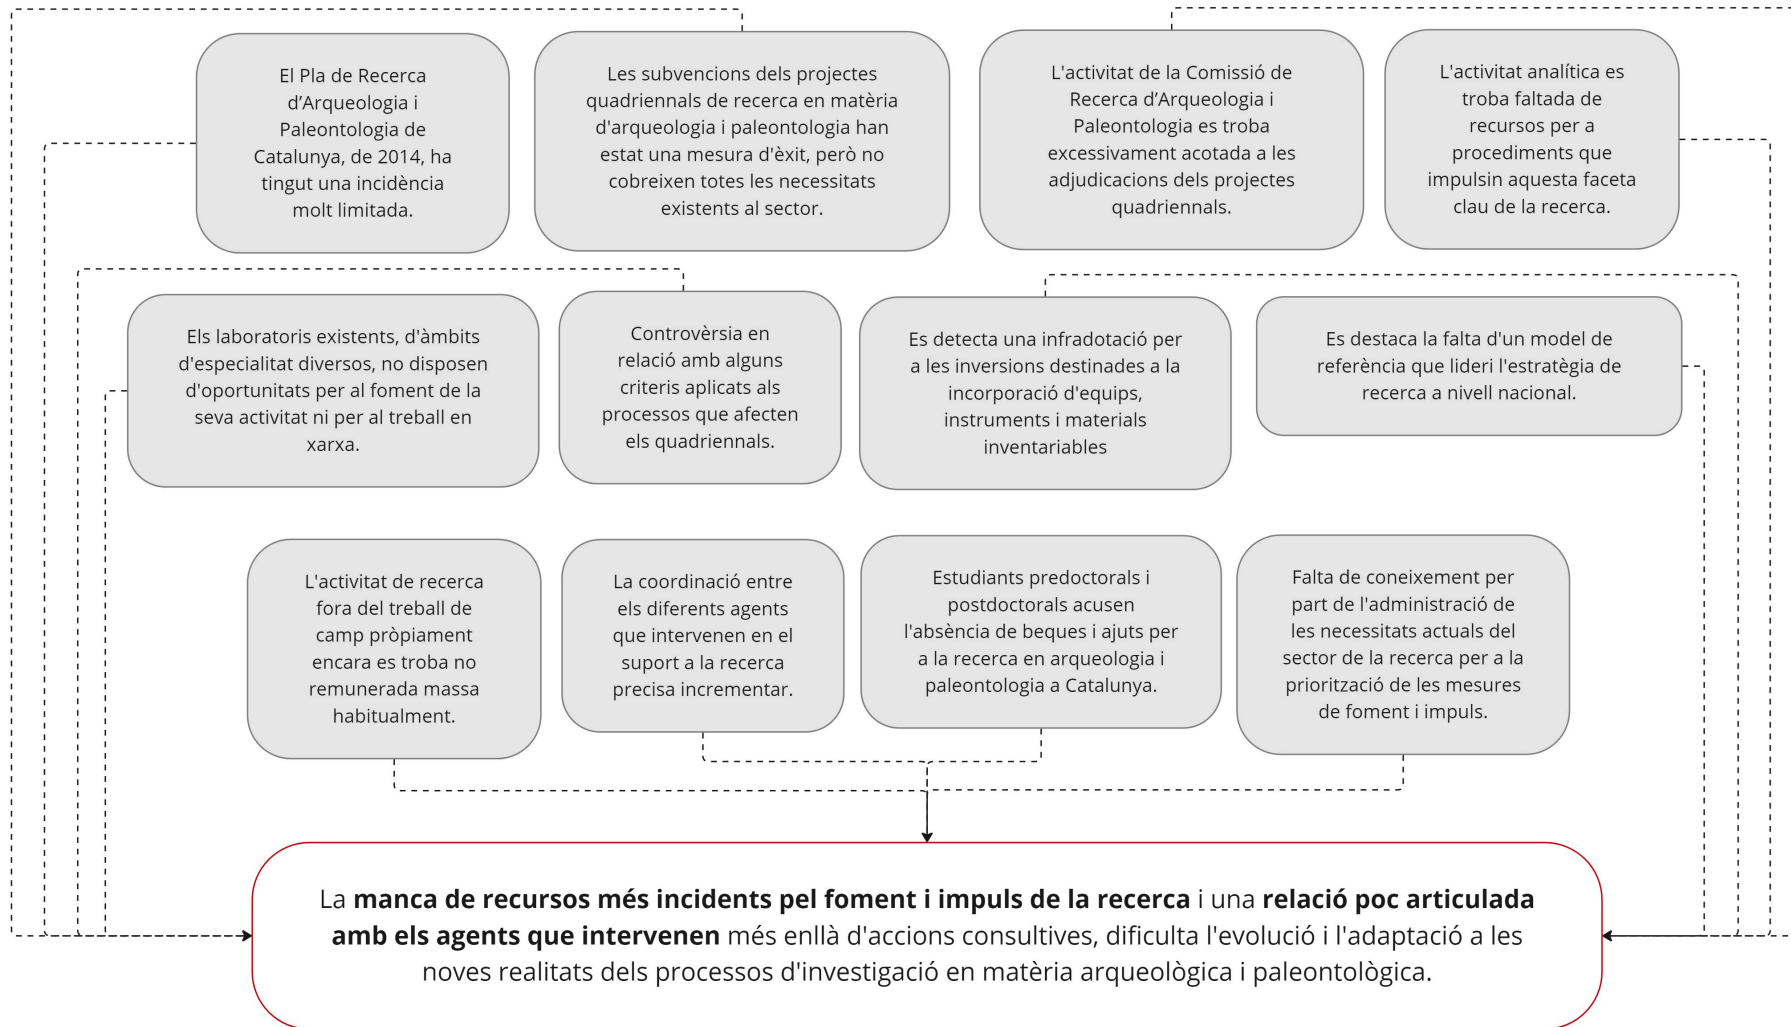 El Pla de Recerca
d’Arqueologia i
Paleontologia de
Catalunya, de 2014, ha
tingut una incidència
molt limitada.
Les subvencions dels projectes
quadriennals de recerca en matèria
d'arqueologia i paleontologia han
estat una mesura d'èxit, però no
cobreixen totes les necessitats
existents al sector.
L'activitat de la Comissió de
Recerca d’Arqueologia i
Paleontologia es troba
excessivament acotada a les
adjudicacions dels projectes
quadriennals.
L'activitat analítica es
troba faltada de
recursos per a
procediments que
impulsin aquesta faceta
clau de la recerca.
Els laboratoris existents, d'àmbits
d'especialitat diversos, no disposen
d'oportunitats per al foment de la
seva activitat ni per al treball en
xarxa.
Controvèrsia en
relació amb alguns
criteris aplicats als
processos que afecten
els quadriennals.
Es detecta una infradotació per
a les inversions destinades a la
incorporació d'equips,
instruments i materials
inventariables
Es destaca la falta d'un model de
referència que lideri l'estratègia de
recerca a nivell nacional.
L'activitat de recerca
fora del treball de
camp pròpiament
encara es troba no
remunerada massa
habitualment.
La coordinació entre
els diferents agents
que intervenen en el
suport a la recerca
precisa incrementar.
Estudiants predoctorals i
postdoctorals acusen
l'absència de beques i ajuts per
a la recerca en arqueologia i
paleontologia a Catalunya.
Falta de coneixement per
part de l'administració de
les necessitats actuals del
sector de la recerca per a la
priorització de les mesures
de foment i impuls.
La manca de recursos més incidents pel foment i impuls de la recerca i una relació poc articulada
amb els agents que intervenen més enllà d'accions consultives, dificulta l'evolució i l'adaptació a les
noves realitats dels processos d'investigació en matèria arqueològica i paleontològica.